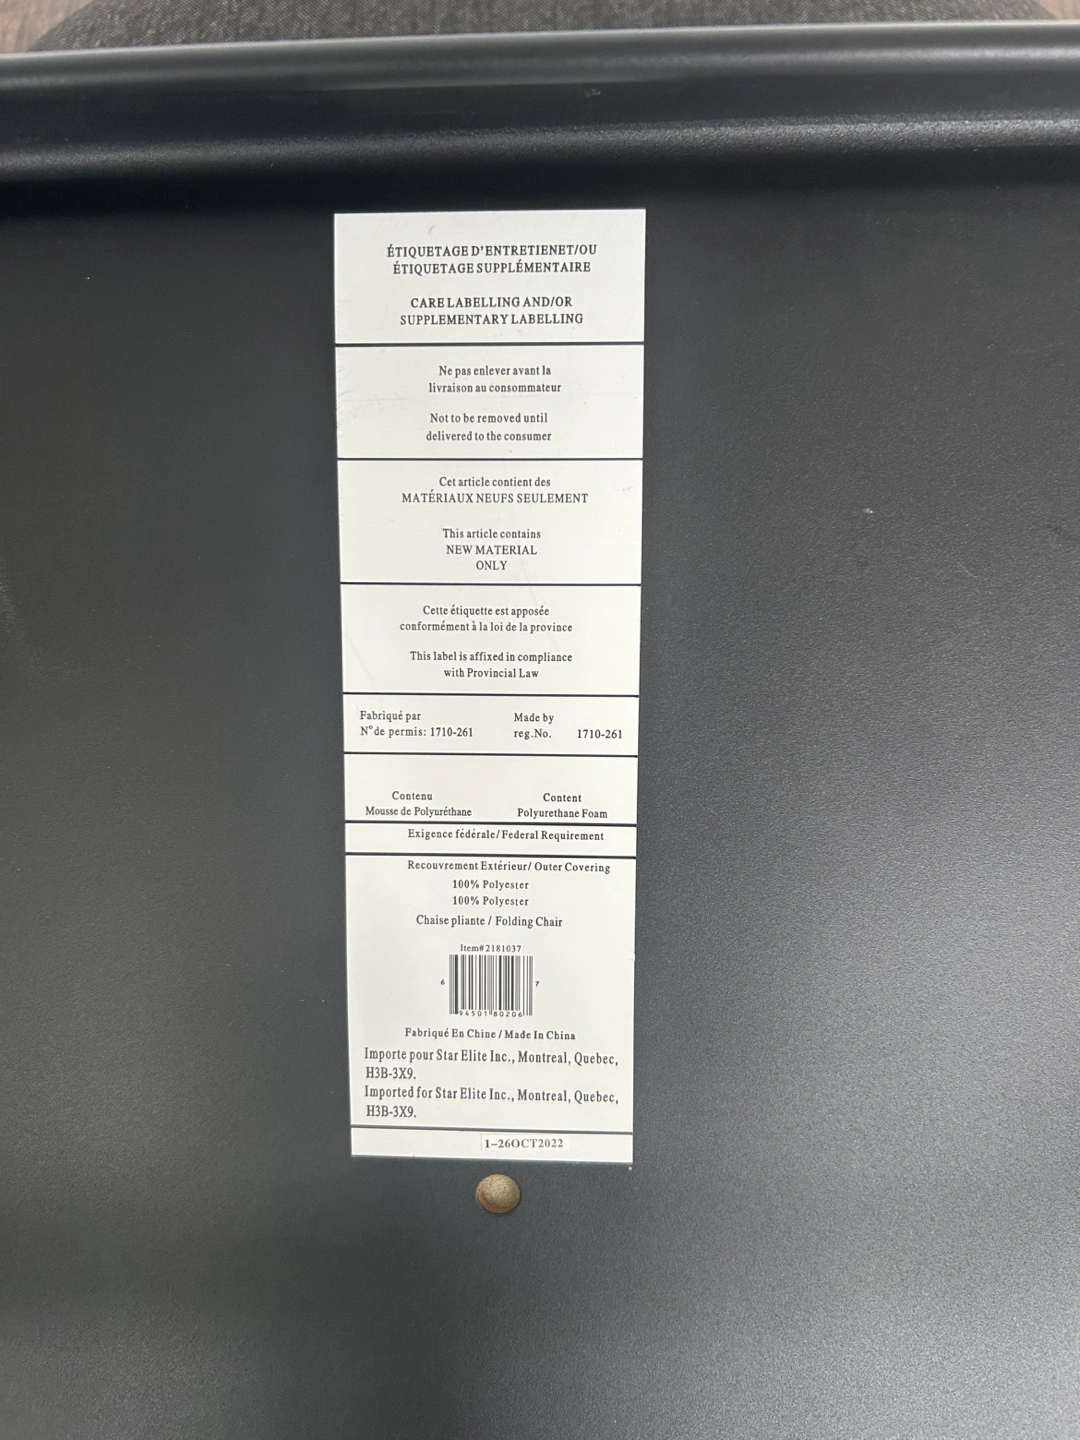 ÉTIQUETAGE D'ENTRETIENET/OU
ÉTIQUETAGE SUPPLÉMENTAIRE
CARE LABELLING AND/OR
SUPPLEMENTARY LABELLING
Ne pas enlever avant la
livraison au consommateur
Not to be removed until
delivered to the consumer
Cet article contient des
MATÉRIAUX NEUFS SEULEMENT
This article contains
NEW MATERIAL
ONLY
Cette étiquette est apposée
conformément à la loi de la province
This label is affixed in compliance
with Provincial Law
Fabriqué par
N° de permis: 1710-261
Made by
reg.No. 1710-261
Contenu
Mousse de Polyuréthane
Content
Polyurethane Foam
Exigence fédérale/ Federal Requirement
Recouvrement Extérieur/ Outer Covering
100% Polyester
100% Polyester
Chaise pliante / Folding Chair
Item# 2181037
6 94501 80206 7
Fabriqué En Chine / Made In China
Importe pour Star Elite Inc., Montreal, Quebec,
H3B-3X9.
Imported for Star Elite Inc., Montreal, Quebec,
H3B-3X9.
1-26OCT2022